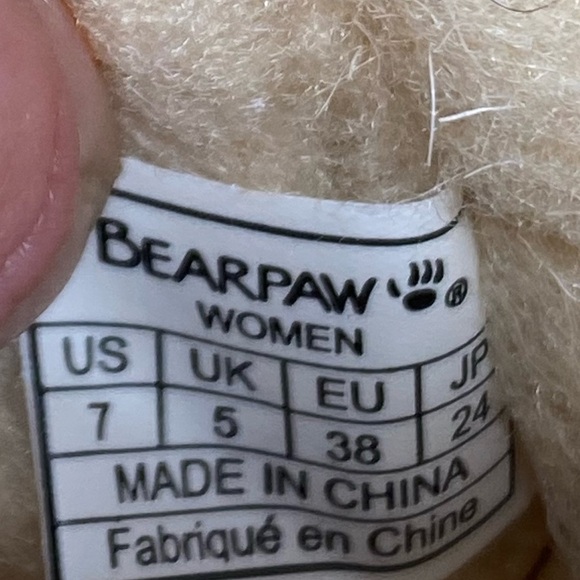 BEARPAW ®
WOMEN
US UK EU JP
7 5 38 24
MADE IN CHINA
Fabriqué en Chine